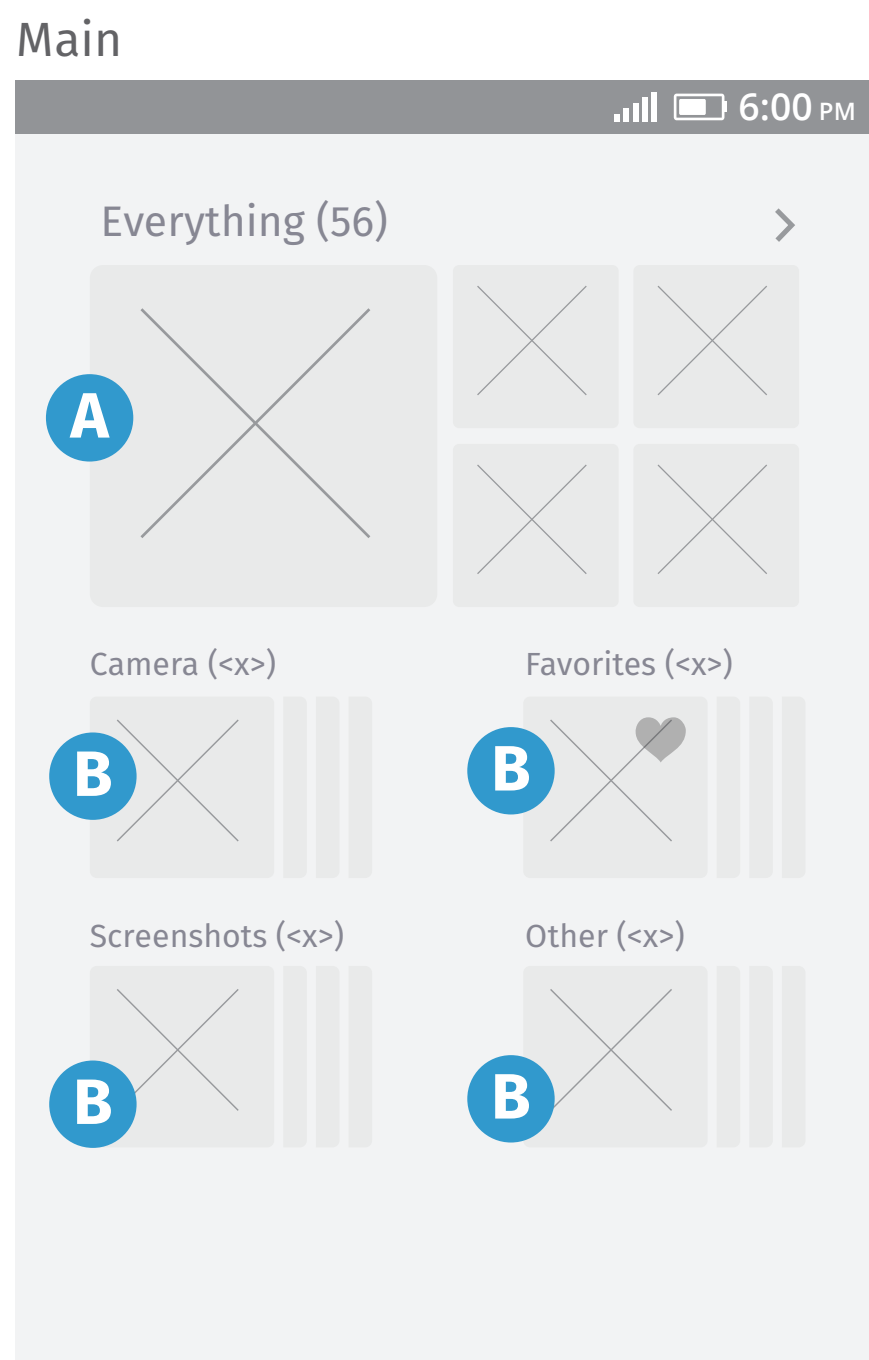 Main
6:00 PM
Everything (56)
A
Camera (<x>)
Favorites (<x>)
B
B
Screenshots (<x>)
Other (<x>)
B
B